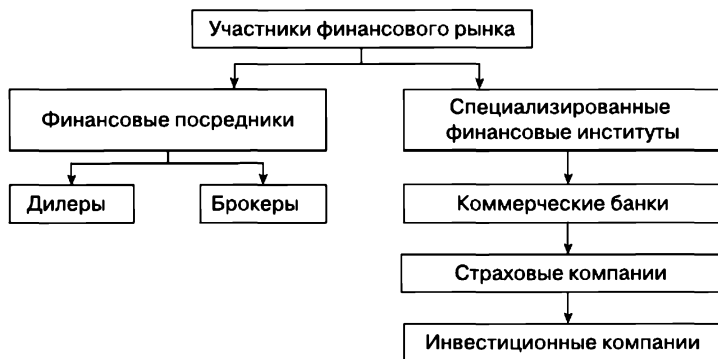 Участники финансового рынка
Финансовые посредники
Специализированные
финансовые институты
Дилеры
Брокеры
Коммерческие банки
Страховые компании
Инвестиционные компании